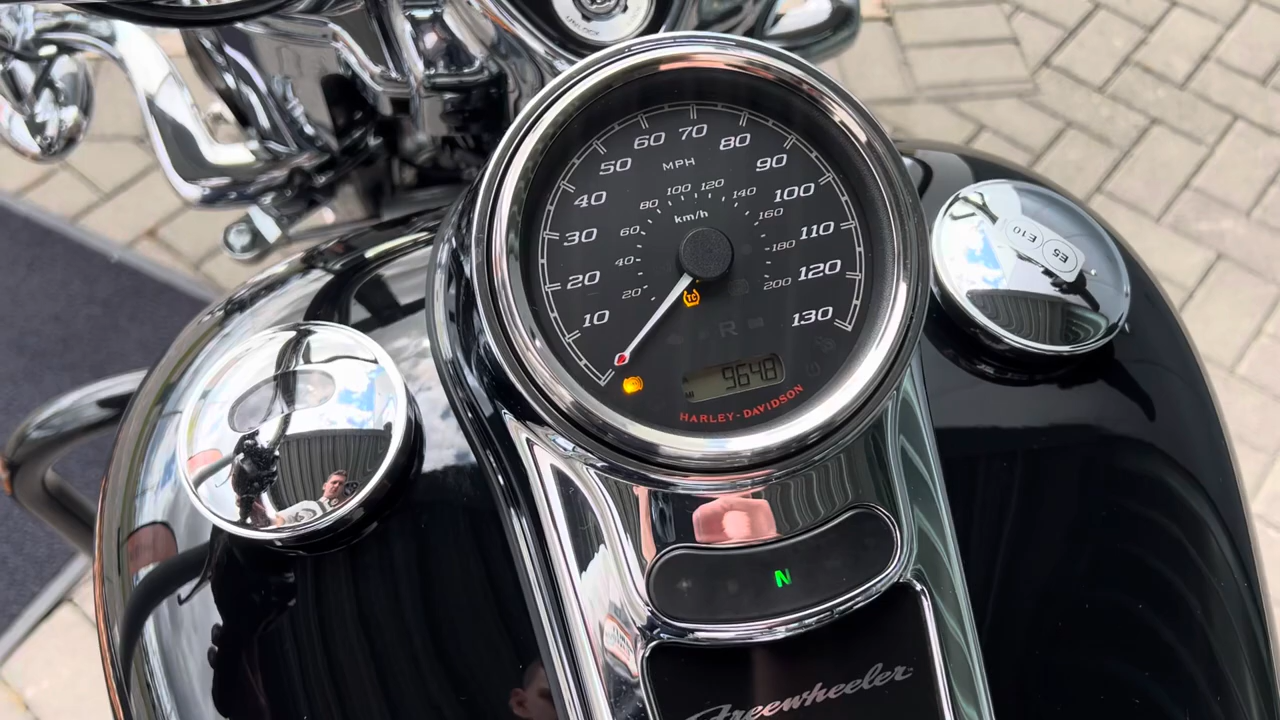 10 20 30 40 50 60 70 80 90 100 110 120 130
MPH
20 40 60 80 100 120 140 160 180 200
km/h
TC
R
9648
HARLEY-DAVIDSON
N
Freewheeler
E5 E10